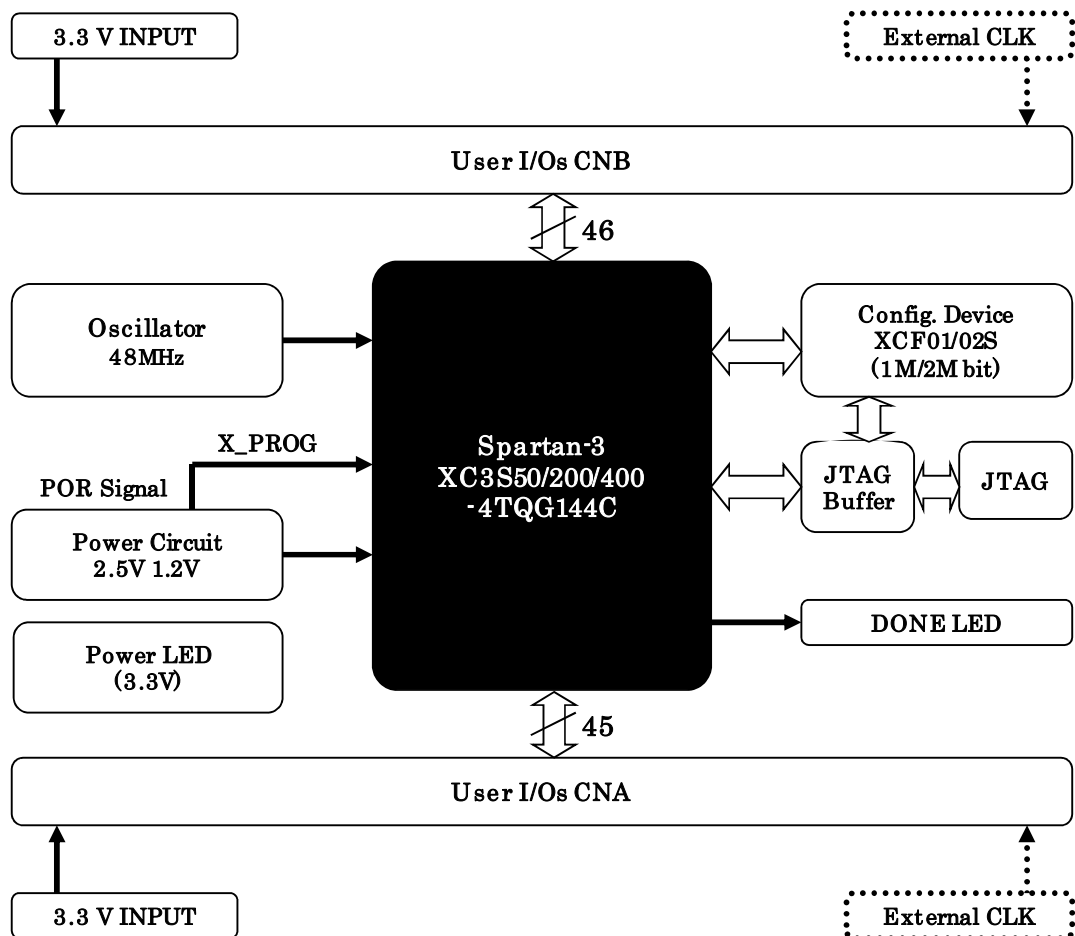 3.3 V INPUT
External CLK
User I/Os CNB
46
Oscillator
48MHz
Config. Device
XCF01/02S
(1M/2M bit)
X_PROG
POR Signal
Spartan-3
XC3S50/200/400
-4TQG144C
JTAG
Buffer
JTAG
Power Circuit
2.5V 1.2V
DONE LED
Power LED
(3.3V)
45
User I/Os CNA
3.3 V INPUT
External CLK